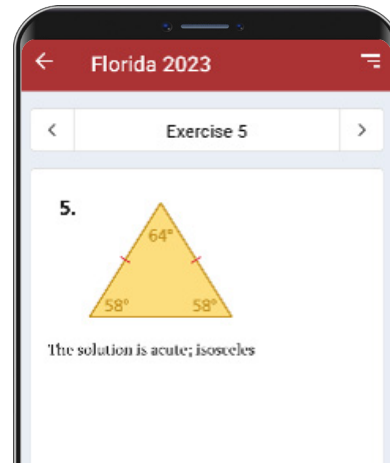 Florida 2023
Exercise 5
5.
64°
58° 58°
The solution is acute; isosceles